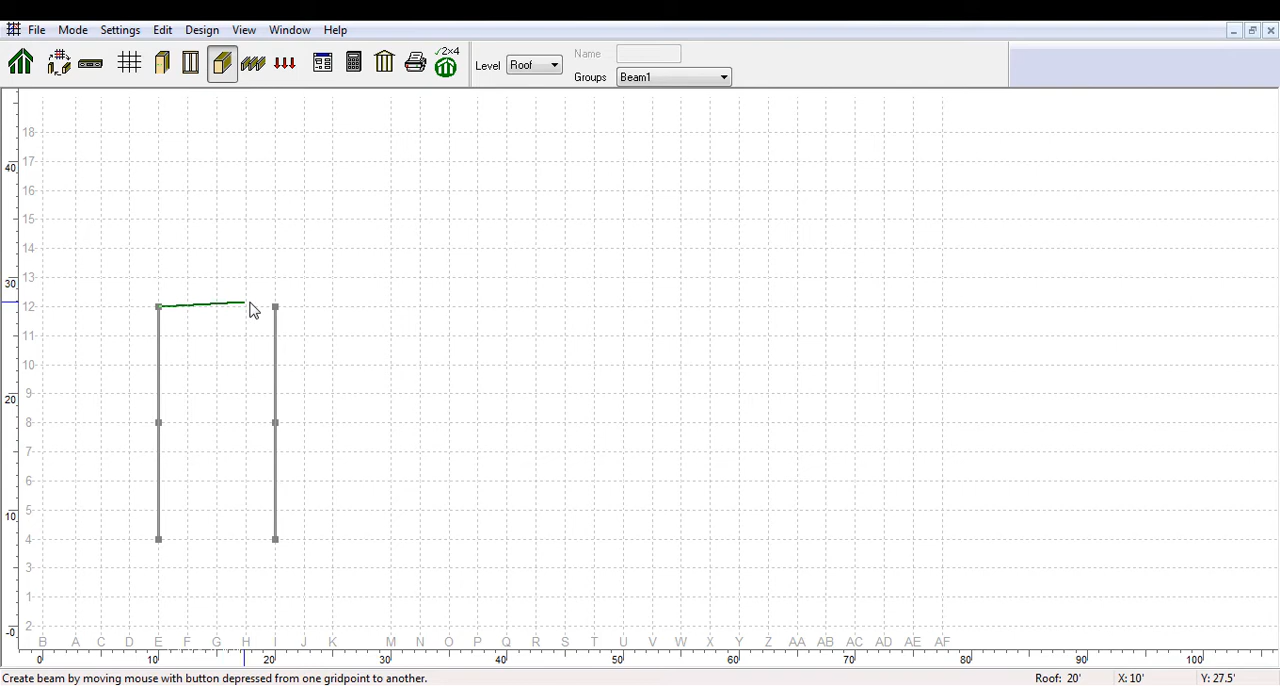 File Mode Settings Edit Design View Window Help
✓2x4
Level Roof
Name
Groups Beam1
40
30
20
10
-0
18
17
16
15
14
13
12
11
10
9
8
7
6
5
4
3
2
B A C D E F G H I J K M N O P Q R S T U V W X Y Z AA AB AC AD AE AF
0 10 20 30 40 50 60 70 80 90 100
Create beam by moving mouse with button depressed from one gridpoint to another.
Roof: 20' X: 10' Y: 27.5'